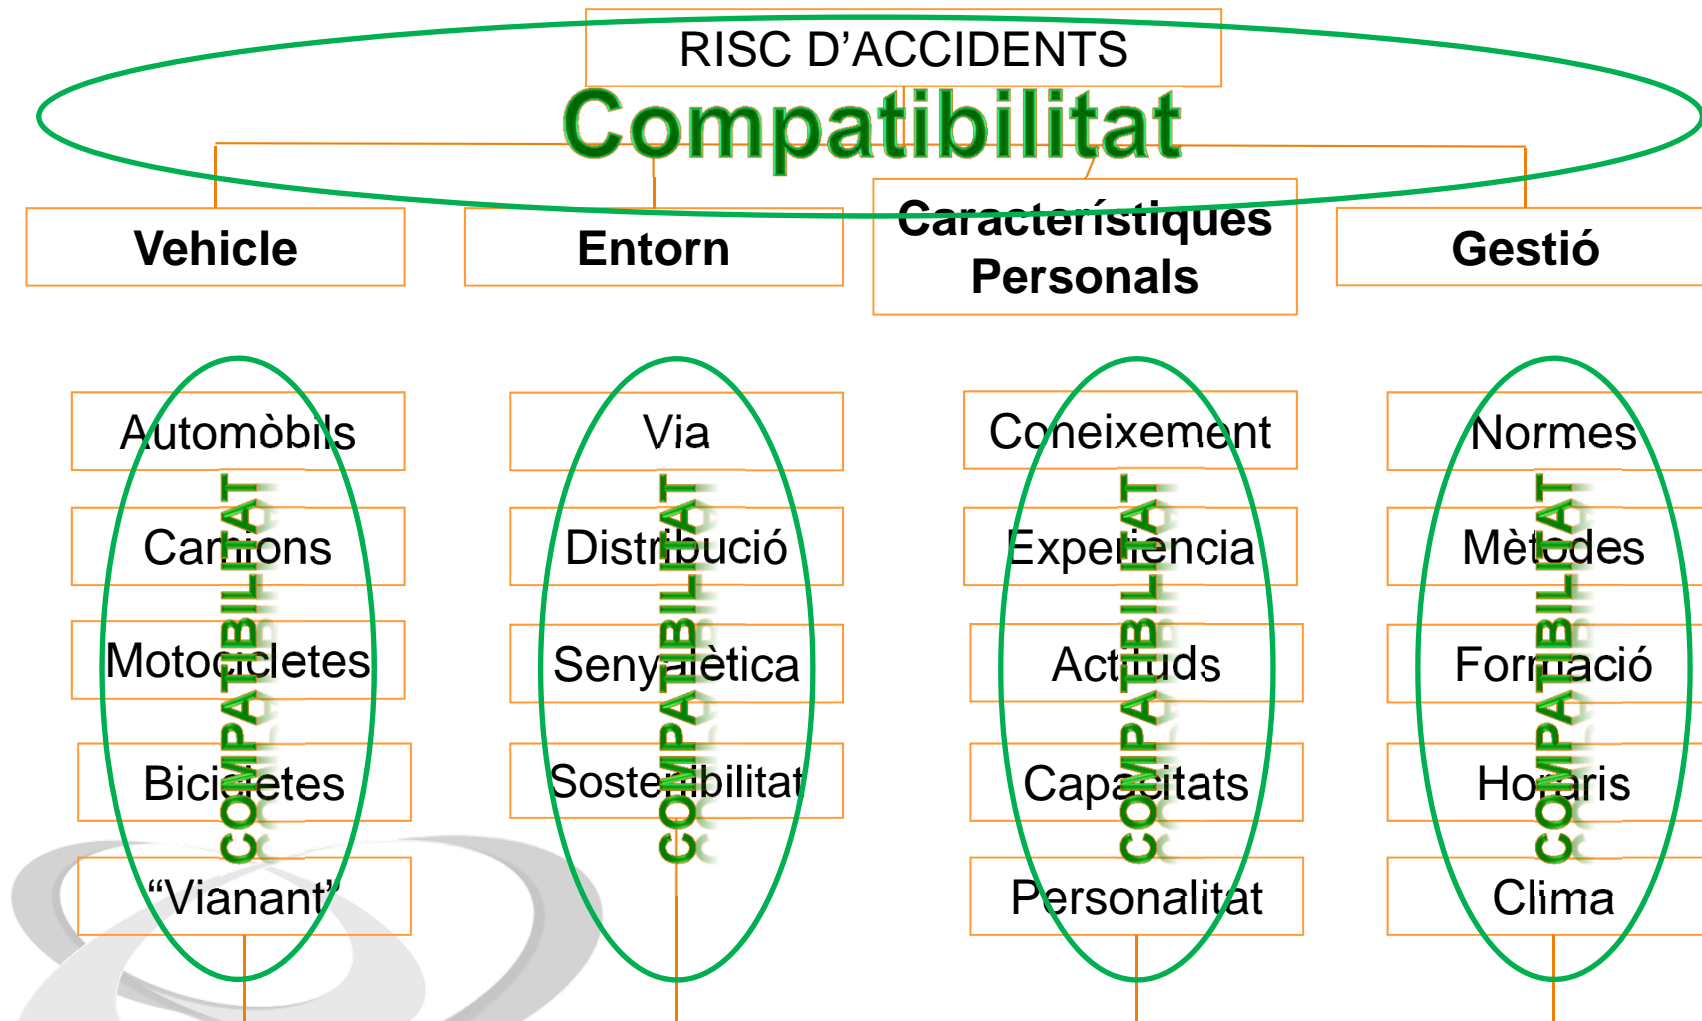 RISC D’ACCIDENTS
Compatibilitat
Vehicle
Entorn
Característiques
Personals
Gestió
Automòbils
Camions
Motocicletes
Bicicletes
“Vianant”
COMPATIBILITAT
Via
Distribució
Senyalètica
Sostenibilitat
COMPATIBILITAT
Coneixement
Experiencia
Actituds
Capacitats
Personalitat
COMPATIBILITAT
Normes
Mètodes
Formació
Horaris
Clima
COMPATIBILITAT